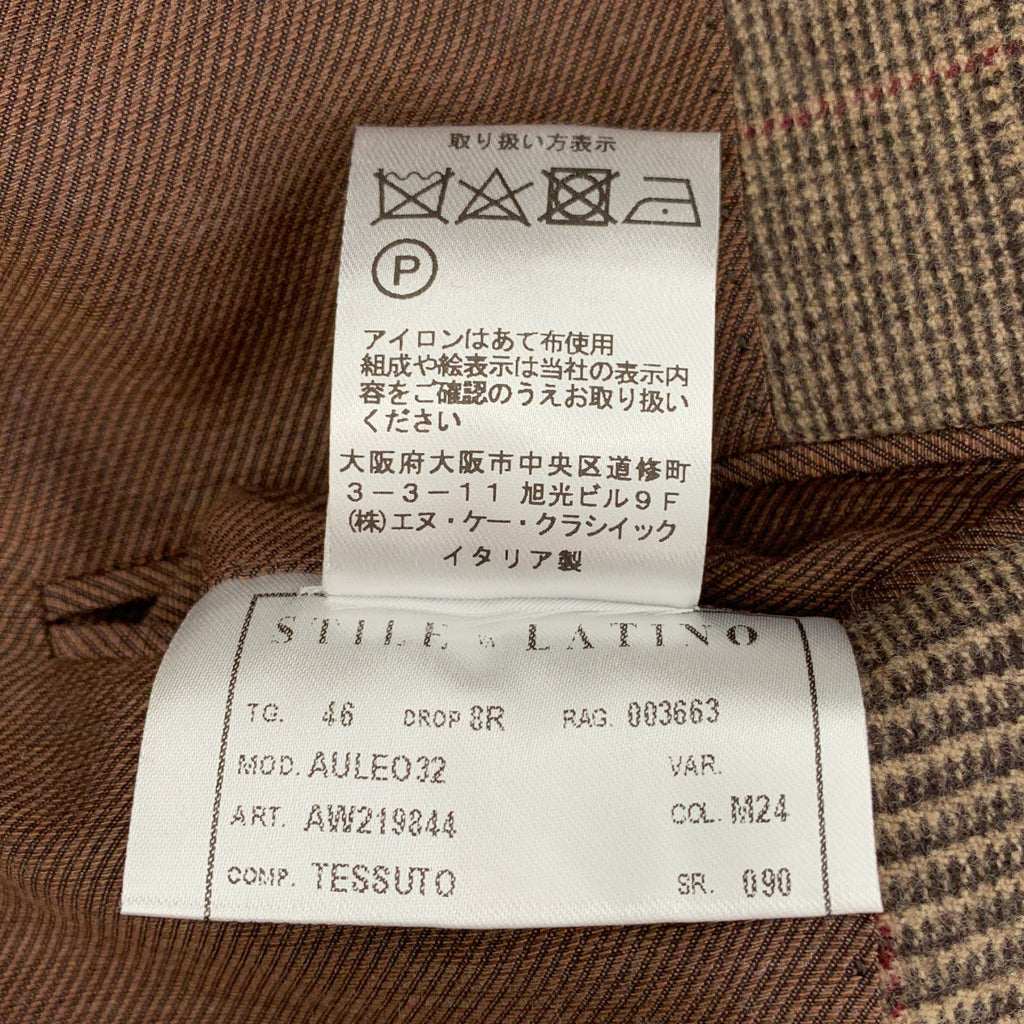 取り扱い方表示
P
アイロンはあて布使用
組成や絵表示は当社の表示内
容をご確認のうえお取り扱い
ください
大阪府大阪市中央区道修町
3-3-11 旭光ビル9F
(株)エヌ・ケー・クラシイック
イタリア製
STILE LATINO
TG. 46 DROP 8R RAG. 003663
MOD. AULEO32 VAR.
ART. AW219844 COL. M24
COMP. TESSUTO SR. 090